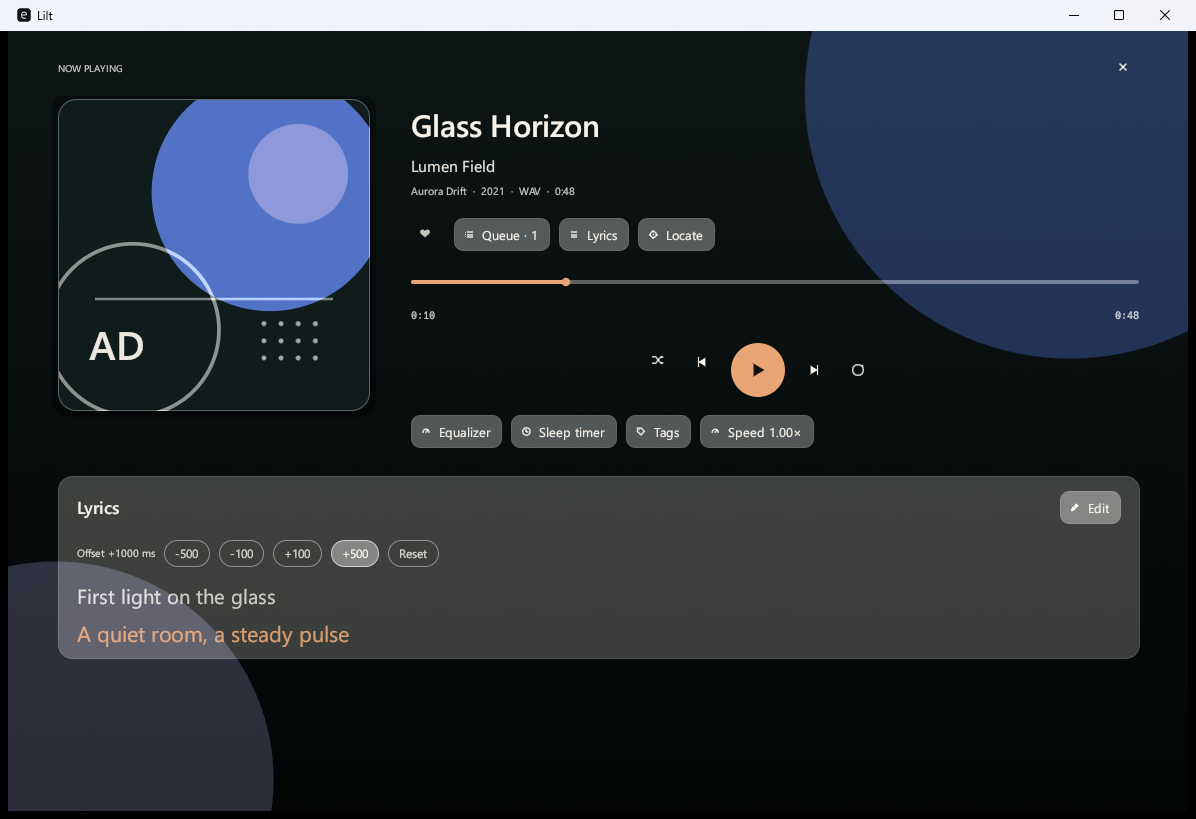 Lilt
NOW PLAYING
AD
Glass Horizon
Lumen Field
Aurora Drift · 2021 · WAV · 0:48
Queue · 1 Lyrics Locate
0:10 0:48
Equalizer Sleep timer Tags Speed 1.00×
Lyrics Edit
Offset +1000 ms -500 -100 +100 +500 Reset
First light on the glass
A quiet room, a steady pulse